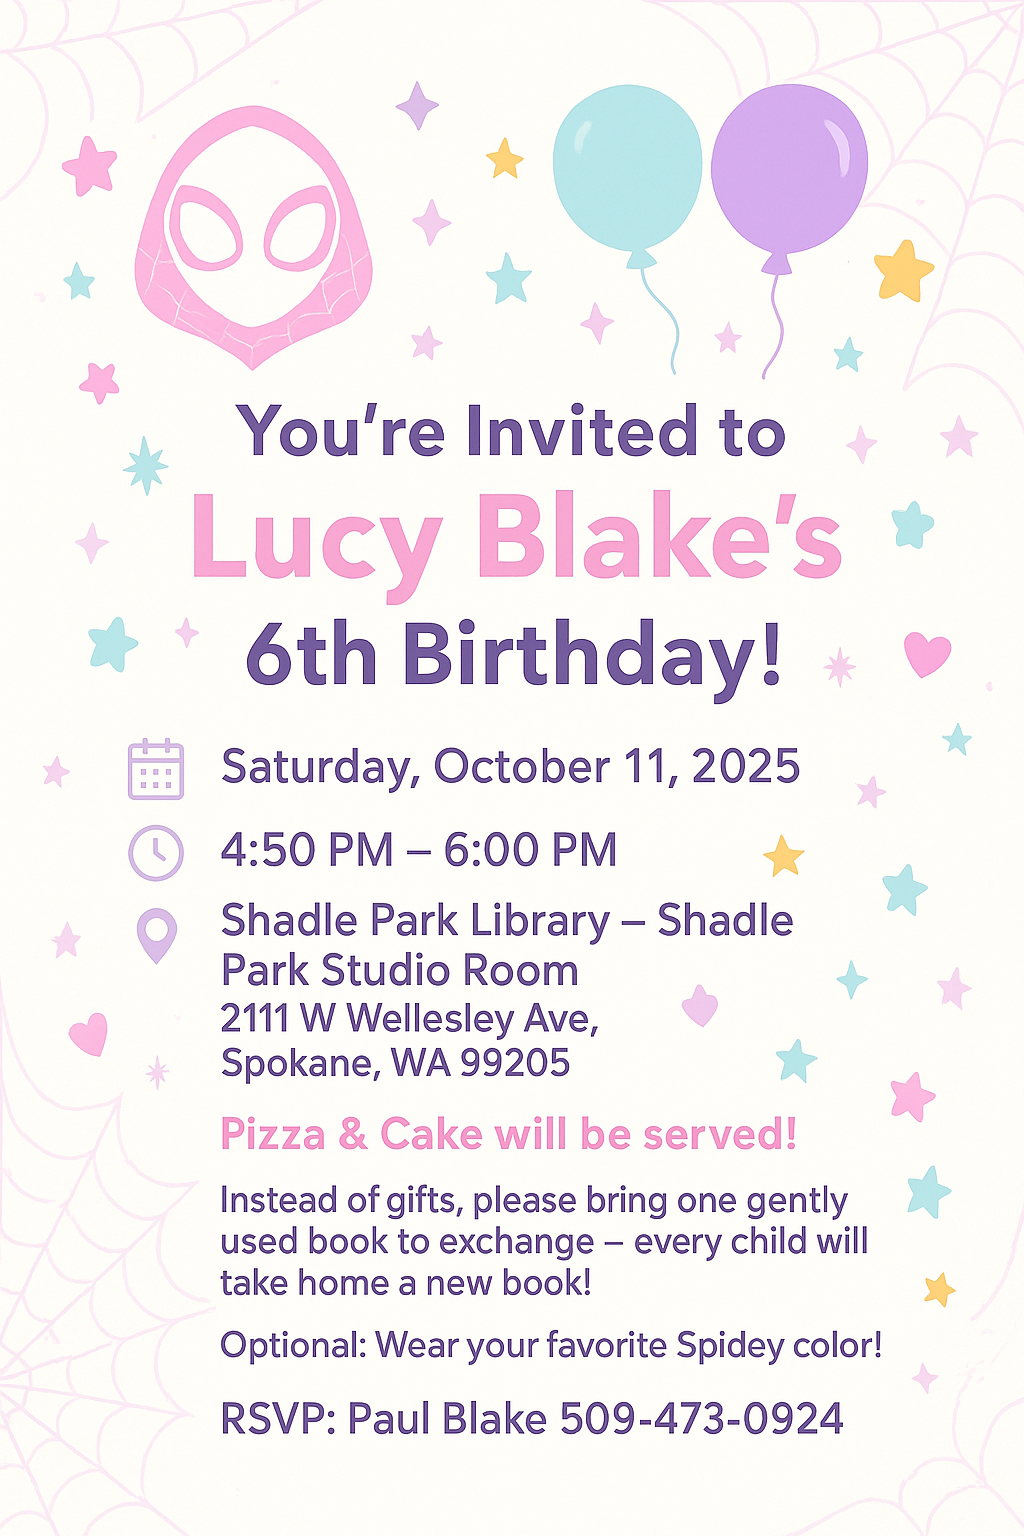 You're Invited to
Lucy Blake's
6th Birthday!
Saturday, October 11, 2025
4:50 PM – 6:00 PM
Shadle Park Library – Shadle
Park Studio Room
2111 W Wellesley Ave,
Spokane, WA 99205
Pizza & Cake will be served!
Instead of gifts, please bring one gently
used book to exchange – every child will
take home a new book!
Optional: Wear your favorite Spidey color!
RSVP: Paul Blake 509-473-0924